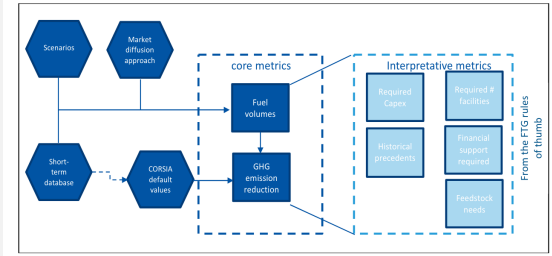 Scenarios
Market
diffusion
approach
core metrics
Interpretative metrics
Fuel
volumes
Required
Capex
Required #
facilities
Historical
precedents
Financial
support
required
Short-
term
database
CORSIA
default
values
GHG
emission
reduction
Feedstock
needs
From the FTG rules
of thumb